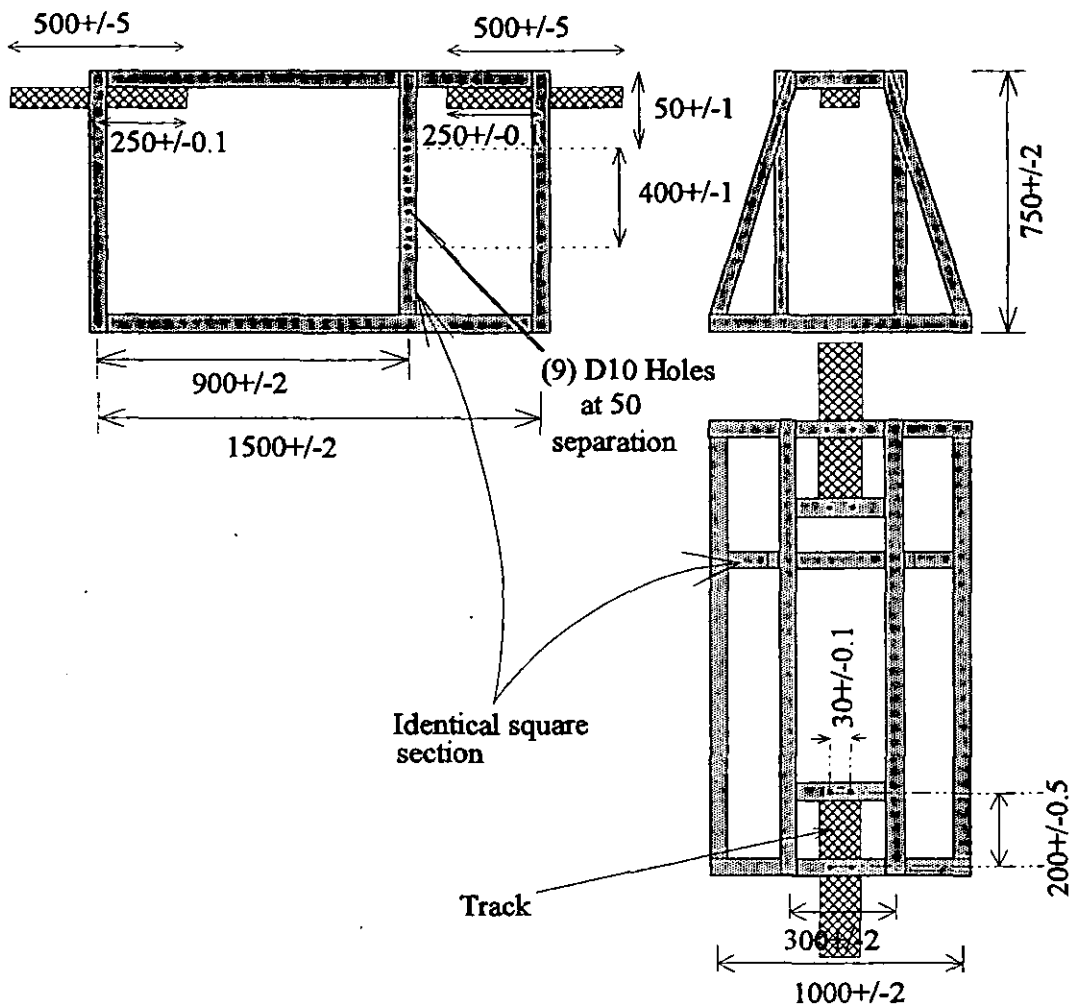 500+/-5
500+/-5
50+/-1
250+/-0.1
250+/-0.1
400+/-1
750+/-2
900+/-2
(9) D10 Holes
at 50
separation
1500+/-2
30+/-0.1
Identical square
section
200+/-0.5
Track
300+/-2
1000+/-2